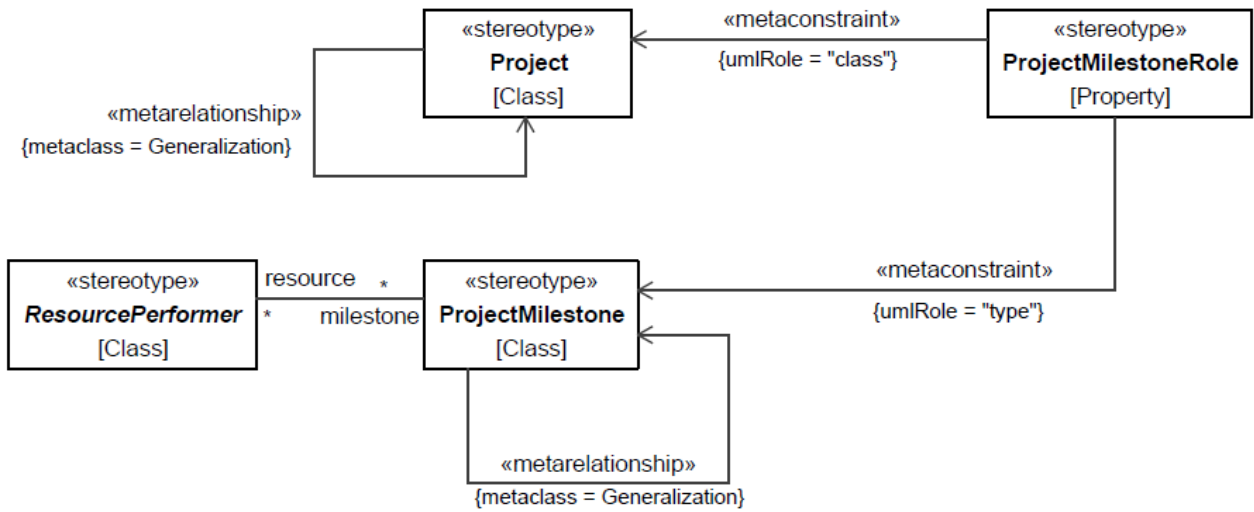 «stereotype»
Project
[Class]
«metaconstraint»
{umlRole = "class"}
«stereotype»
ProjectMilestoneRole
[Property]
«metarelationship»
{metaclass = Generalization}
«stereotype»
ResourcePerformer
[Class]
resource *
* milestone
«stereotype»
ProjectMilestone
[Class]
«metaconstraint»
{umlRole = "type"}
«metarelationship»
{metaclass = Generalization}